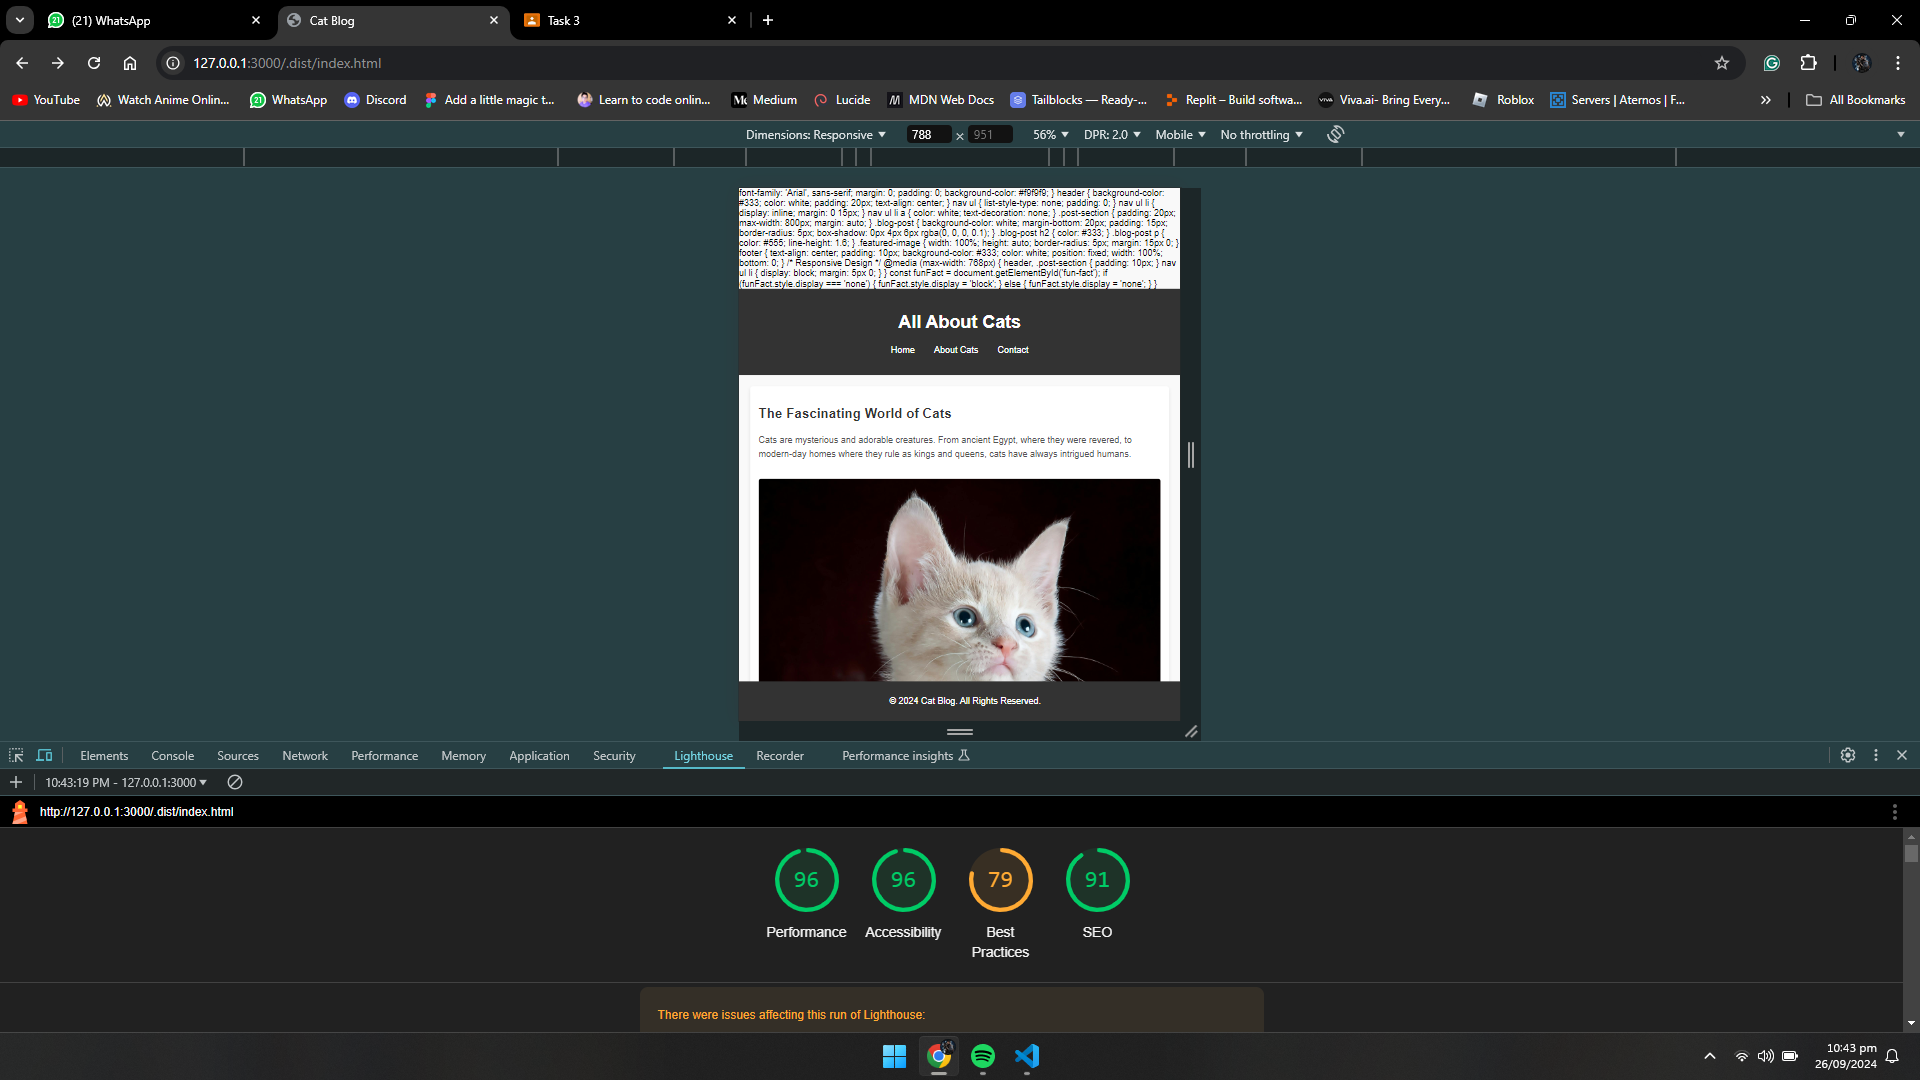 (21) WhatsApp
Cat Blog
Task 3
127.0.0.1:3000/.dist/index.html
YouTube
Watch Anime Onlin...
WhatsApp
Discord
Add a little magic t...
Learn to code onlin...
Medium
Lucide
MDN Web Docs
Tailblocks — Ready-...
Replit – Build softwa...
Viva.ai- Bring Every...
Roblox
Servers | Aternos | F...
All Bookmarks
Dimensions: Responsive
788 × 951
56%
DPR: 2.0
Mobile
No throttling
font-family: 'Arial', sans-serif; margin: 0; padding: 0; background-color: #f9f9f9; } header { background-color:
#333; color: white; padding: 20px; text-align: center; } nav ul { list-style-type: none; padding: 0; } nav ul li {
display: inline; margin: 0 15px; } nav ul li a { color: white; text-decoration: none; } .post-section { padding: 20px;
max-width: 800px; margin: auto; } .blog-post { background-color: white; margin-bottom: 20px; padding: 15px;
border-radius: 5px; box-shadow: 0px 4px 6px rgba(0, 0, 0, 0.1); } .blog-post h2 { color: #333; } .blog-post p {
color: #555; line-height: 1.6; } .featured-image { width: 100%; height: auto; border-radius: 5px; margin: 15px 0; }
footer { text-align: center; padding: 10px; background-color: #333; color: white; position: fixed; width: 100%;
bottom: 0; } /* Responsive Design */ @media (max-width: 768px) { header, .post-section { padding: 10px; } nav
ul li { display: block; margin: 5px 0; } } const funFact = document.getElementById('fun-fact'); if
(funFact.style.display === 'none') { funFact.style.display = 'block'; } else { funFact.style.display = 'none'; } }
All About Cats
Home
About Cats
Contact
The Fascinating World of Cats
Cats are mysterious and adorable creatures. From ancient Egypt, where they were revered, to
modern-day homes where they rule as kings and queens, cats have always intrigued humans.
© 2024 Cat Blog. All Rights Reserved.
Elements
Console
Sources
Network
Performance
Memory
Application
Security
Lighthouse
Recorder
Performance insights
10:43:19 PM - 127.0.0.1:3000
http://127.0.0.1:3000/.dist/index.html
96
96
79
91
Performance
Accessibility
Best
Practices
SEO
There were issues affecting this run of Lighthouse:
10:43 pm
26/09/2024